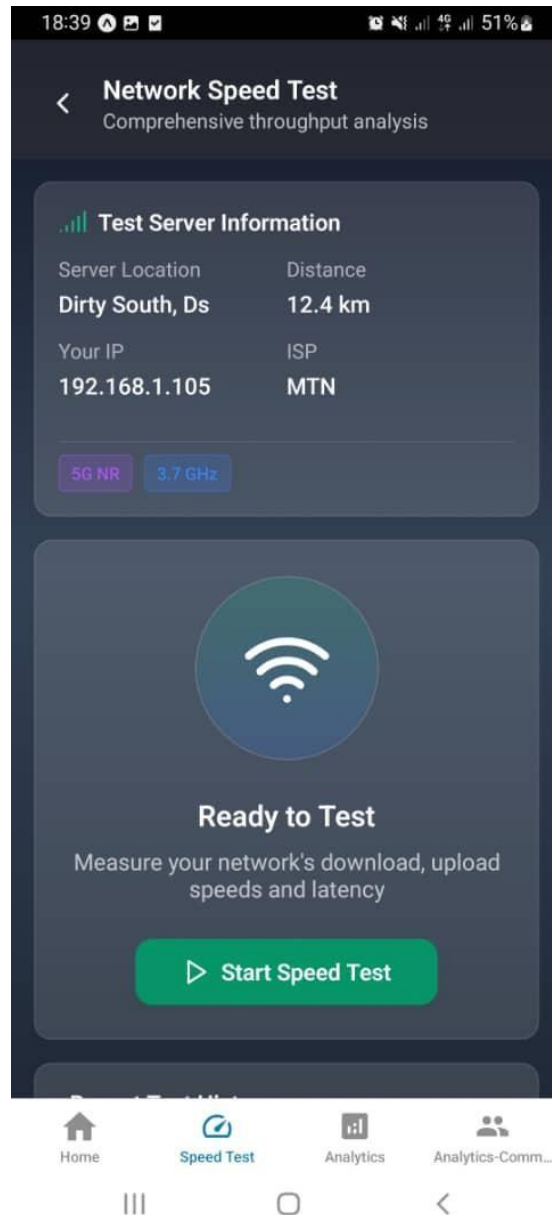 18:39 51%
Network Speed Test
Comprehensive throughput analysis
Test Server Information
Server Location Distance
Dirty South, Ds 12.4 km
Your IP ISP
192.168.1.105 MTN
5G NR 3.7 GHz
Ready to Test
Measure your network's download, upload
speeds and latency
Start Speed Test
Home Speed Test Analytics Analytics-Comm...